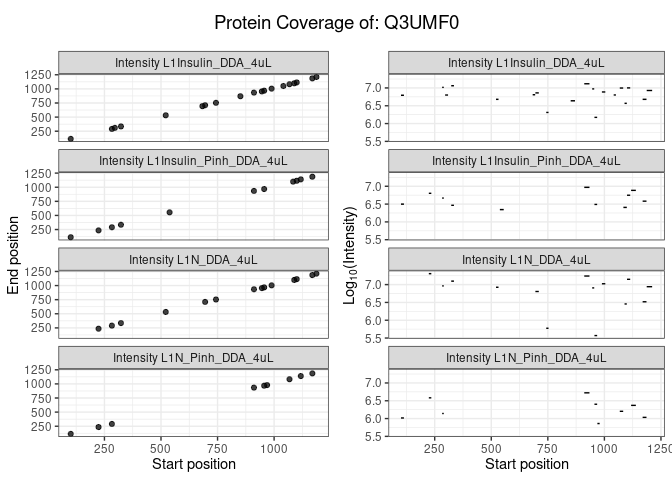 Protein Coverage of: Q3UMF0
Intensity L1Insulin_DDA_4uL
Intensity L1Insulin_DDA_4uL
1250
1000
750
500
250
7.0
6.5
6.0
5.5
Intensity L1Insulin_Pinh_DDA_4uL
Intensity L1Insulin_Pinh_DDA_4uL
1250
1000
750
500
250
7.0
6.5
6.0
5.5
Intensity L1N_DDA_4uL
Intensity L1N_DDA_4uL
1250
1000
750
500
250
7.0
6.5
6.0
5.5
Intensity L1N_Pinh_DDA_4uL
Intensity L1N_Pinh_DDA_4uL
1250
1000
750
500
250
7.0
6.5
6.0
5.5
End position
Log10(Intensity)
250 500 750 1000
250 500 750 1000 1250
Start position
Start position